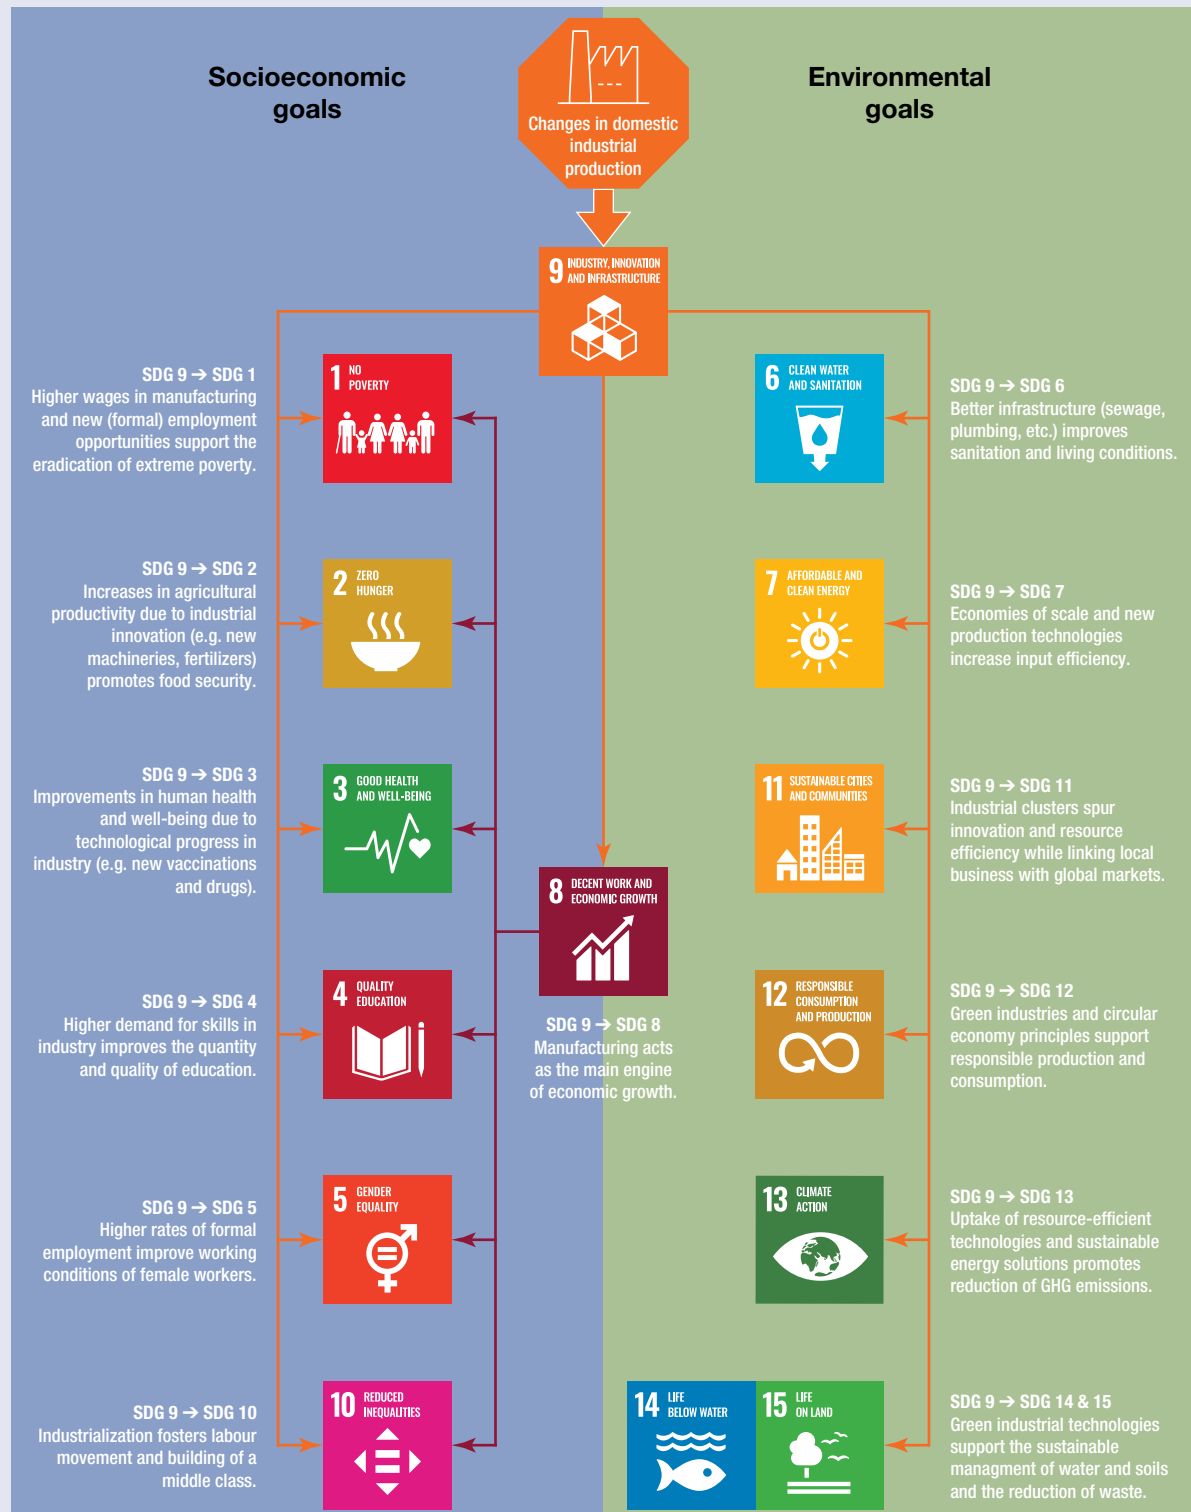 Socioeconomic
goals
Environmental
goals
Changes in domestic
industrial
production
9 INDUSTRY, INNOVATION
AND INFRASTRUCTURE
SDG 9 → SDG 1
Higher wages in manufacturing
and new (formal) employment
opportunities support the
eradication of extreme poverty.
1 NO
POVERTY
6 CLEAN WATER
AND SANITATION
SDG 9 → SDG 6
Better infrastructure (sewage,
plumbing, etc.) improves
sanitation and living conditions.
SDG 9 → SDG 2
Increases in agricultural
productivity due to industrial
innovation (e.g. new
machineries, fertilizers)
promotes food security.
2 ZERO
HUNGER
7 AFFORDABLE AND
CLEAN ENERGY
SDG 9 → SDG 7
Economies of scale and new
production technologies
increase input efficiency.
SDG 9 → SDG 3
Improvements in human health
and well-being due to
technological progress in
industry (e.g. new vaccinations
and drugs).
3 GOOD HEALTH
AND WELL-BEING
11 SUSTAINABLE CITIES
AND COMMUNITIES
SDG 9 → SDG 11
Industrial clusters spur
innovation and resource
efficiency while linking local
business with global markets.
8 DECENT WORK AND
ECONOMIC GROWTH
SDG 9 → SDG 8
Manufacturing acts
as the main engine
of economic growth.
SDG 9 → SDG 4
Higher demand for skills in
industry improves the quantity
and quality of education.
4 QUALITY
EDUCATION
12 RESPONSIBLE
CONSUMPTION
AND PRODUCTION
SDG 9 → SDG 12
Green industries and circular
economy principles support
responsible production and
consumption.
SDG 9 → SDG 5
Higher rates of formal
employment improve working
conditions of female workers.
5 GENDER
EQUALITY
13 CLIMATE
ACTION
SDG 9 → SDG 13
Uptake of resource-efficient
technologies and sustainable
energy solutions promotes
reduction of GHG emissions.
SDG 9 → SDG 10
Industrialization fosters labour
movement and building of a
middle class.
10 REDUCED
INEQUALITIES
14 LIFE
BELOW WATER
15 LIFE
ON LAND
SDG 9 → SDG 14 & 15
Green industrial technologies
support the sustainable
managment of water and soils
and the reduction of waste.